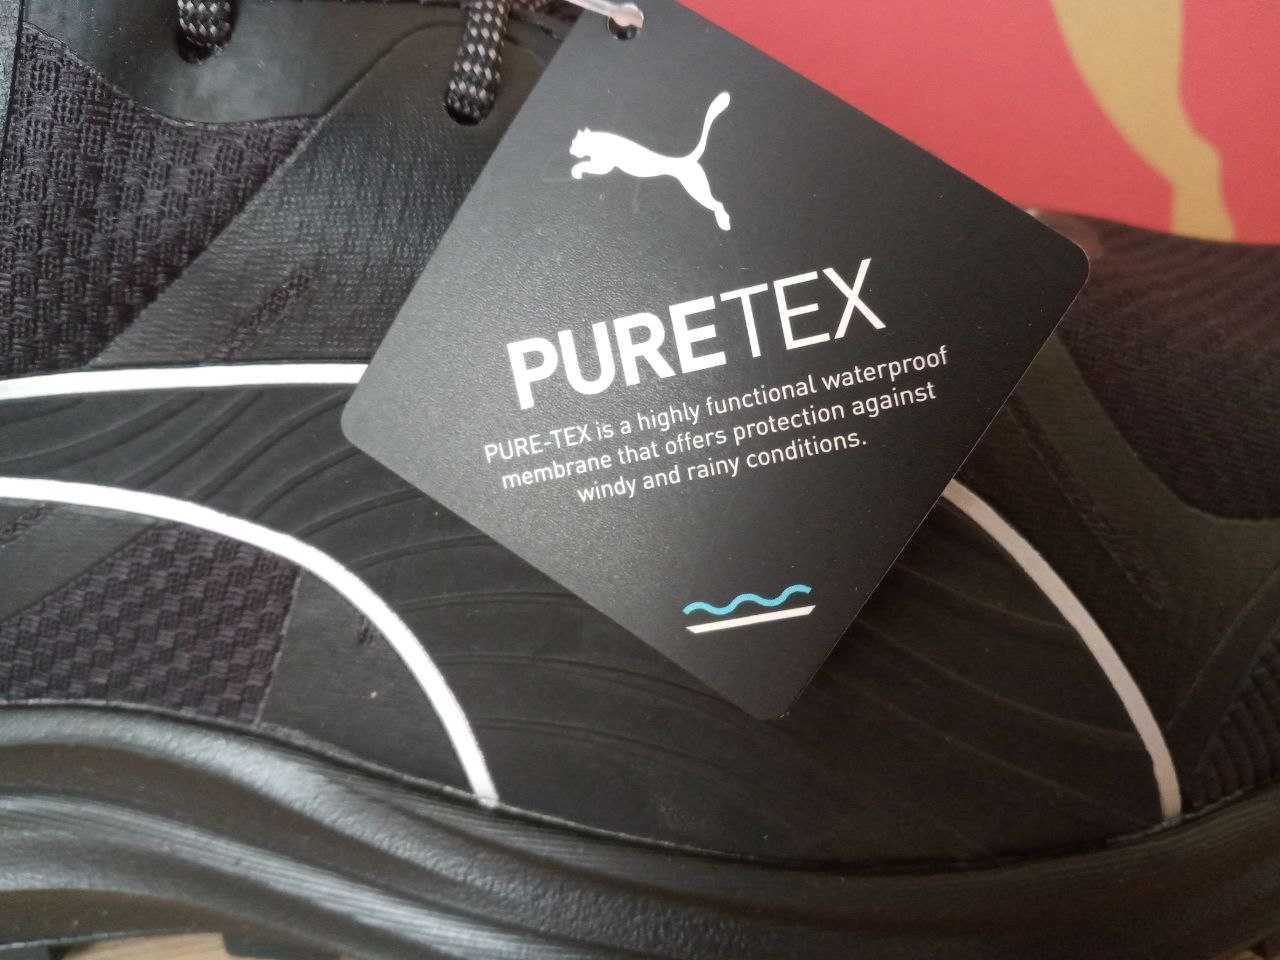 PURETEX
PURE-TEX is a highly functional waterproof
membrane that offers protection against
windy and rainy conditions.